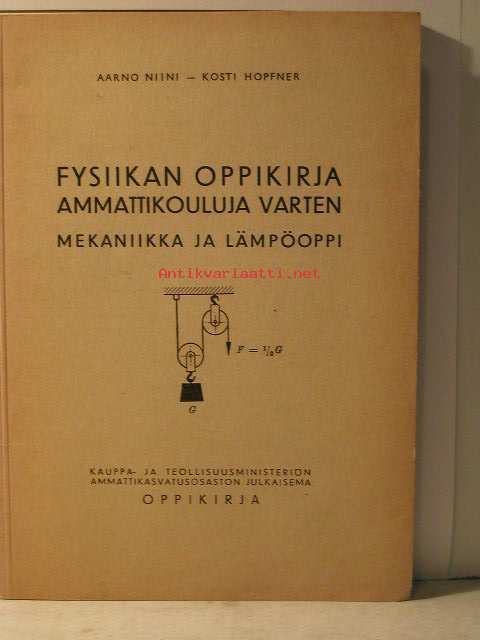 AARNO NIINI — KOSTI HOPFNER
FYSIIKAN OPPIKIRJA
AMMATTIKOULUJA VARTEN
MEKANIIKKA JA LÄMPÖOPPI
Antikvariaatti.net
F = 1/2 G
G
KAUPPA- JA TEOLLISUUSMINISTERIÖN
AMMATTIKASVATUSOSASTON JULKAISEMA
OPPIKIRJA